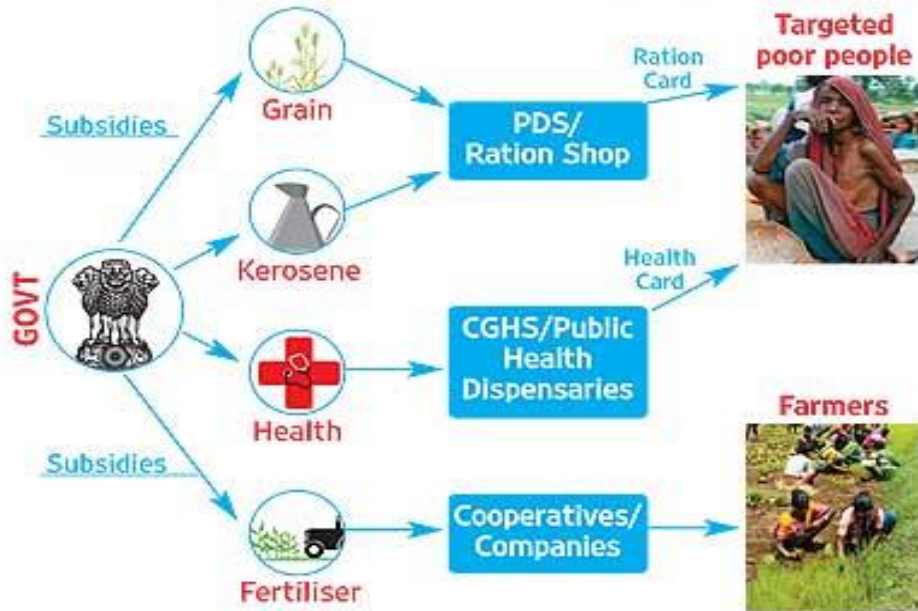 Targeted
poor people
Ration
Card
Grain
Subsidies
PDS/
Ration Shop
Kerosene
GOVT
Health
Card
CGHS/Public
Health
Dispensaries
Health
Farmers
Subsidies
Cooperatives/
Companies
Fertiliser